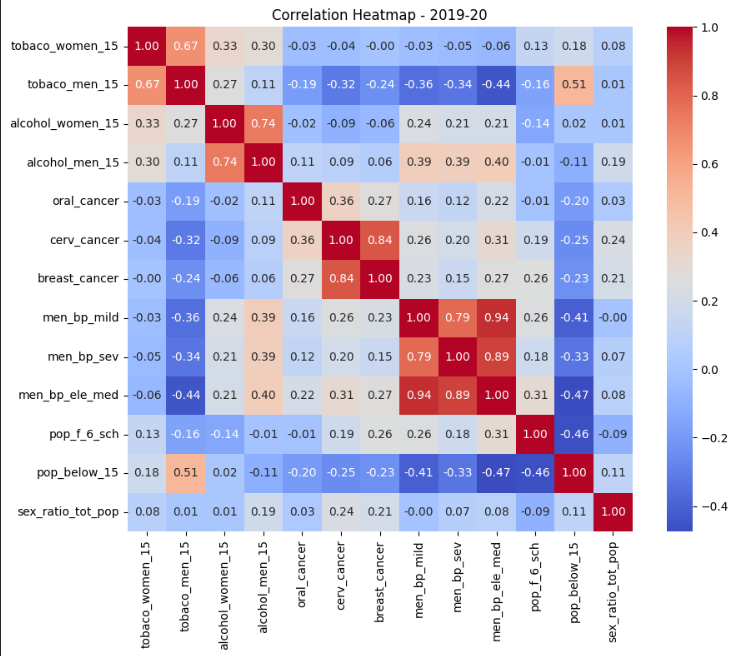 Correlation Heatmap - 2019-20
tobaco_women_15 1.00 0.67 0.33 0.30 -0.03 -0.04 -0.00 -0.03 -0.05 -0.06 0.13 0.18 0.08
tobaco_men_15 0.67 1.00 0.27 0.11 -0.19 -0.32 -0.24 -0.36 -0.34 -0.44 -0.16 0.51 0.01
alcohol_women_15 0.33 0.27 1.00 0.74 -0.02 -0.09 -0.06 0.24 0.21 0.21 -0.14 0.02 0.01
alcohol_men_15 0.30 0.11 0.74 1.00 0.11 0.09 0.06 0.39 0.39 0.40 -0.01 -0.11 0.19
oral_cancer -0.03 -0.19 -0.02 0.11 1.00 0.36 0.27 0.16 0.12 0.22 -0.01 -0.20 0.03
cerv_cancer -0.04 -0.32 -0.09 0.09 0.36 1.00 0.84 0.26 0.20 0.31 0.19 -0.25 0.24
breast_cancer -0.00 -0.24 -0.06 0.06 0.27 0.84 1.00 0.23 0.15 0.27 0.26 -0.23 0.21
men_bp_mild -0.03 -0.36 0.24 0.39 0.16 0.26 0.23 1.00 0.79 0.94 0.26 -0.41 -0.00
men_bp_sev -0.05 -0.34 0.21 0.39 0.12 0.20 0.15 0.79 1.00 0.89 0.18 -0.33 0.07
men_bp_ele_med -0.06 -0.44 0.21 0.40 0.22 0.31 0.27 0.94 0.89 1.00 0.31 -0.47 0.08
pop_f_6_sch 0.13 -0.16 -0.14 -0.01 -0.01 0.19 0.26 0.26 0.18 0.31 1.00 -0.46 -0.09
pop_below_15 0.18 0.51 0.02 -0.11 -0.20 -0.25 -0.23 -0.41 -0.33 -0.47 -0.46 1.00 0.11
sex_ratio_tot_pop 0.08 0.01 0.01 0.19 0.03 0.24 0.21 -0.00 0.07 0.08 -0.09 0.11 1.00
tobaco_women_15
tobaco_men_15
alcohol_women_15
alcohol_men_15
oral_cancer
cerv_cancer
breast_cancer
men_bp_mild
men_bp_sev
men_bp_ele_med
pop_f_6_sch
pop_below_15
sex_ratio_tot_pop
1.0
0.8
0.6
0.4
0.2
0.0
−0.2
−0.4